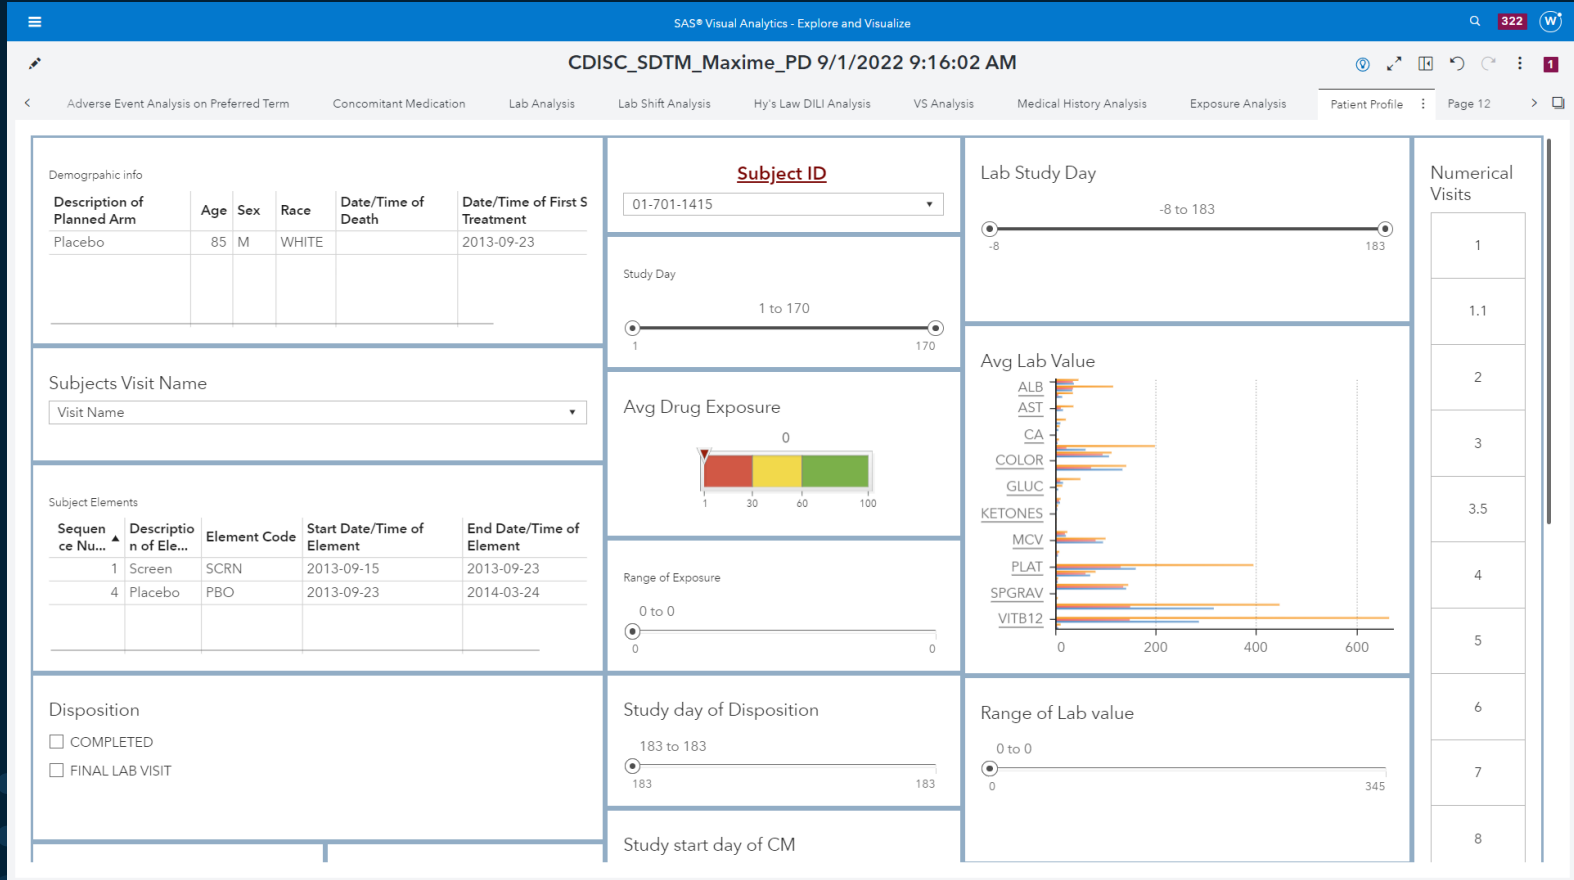 SAS® Visual Analytics - Explore and Visualize
322
W
CDISC_SDTM_Maxime_PD 9/1/2022 9:16:02 AM
1
Adverse Event Analysis on Preferred Term
Concomitant Medication
Lab Analysis
Lab Shift Analysis
Hy's Law DILI Analysis
VS Analysis
Medical History Analysis
Exposure Analysis
Patient Profile
Page 12
Demogrpahic info
Description of Planned Arm Age Sex Race Date/Time of Death Date/Time of First S Treatment
Placebo 85 M WHITE 2013-09-23
Subjects Visit Name
Visit Name
Subject Elements
Sequen ce Nu... Descriptio n of Ele... Element Code Start Date/Time of Element End Date/Time of Element
1 Screen SCRN 2013-09-15 2013-09-23
4 Placebo PBO 2013-09-23 2014-03-24
Disposition
COMPLETED
FINAL LAB VISIT
Subject ID
01-701-1415
Study Day
1 to 170
1 170
Avg Drug Exposure
0
1 30 60 100
Range of Exposure
0 to 0
0 0
Study day of Disposition
183 to 183
183 183
Study start day of CM
Lab Study Day
-8 to 183
-8 183
Avg Lab Value
ALB
AST
CA
COLOR
GLUC
KETONES
MCV
PLAT
SPGRAV
VITB12
0 200 400 600
Range of Lab value
0 to 0
0 345
Numerical
Visits
1
1.1
2
3
3.5
4
5
6
7
8